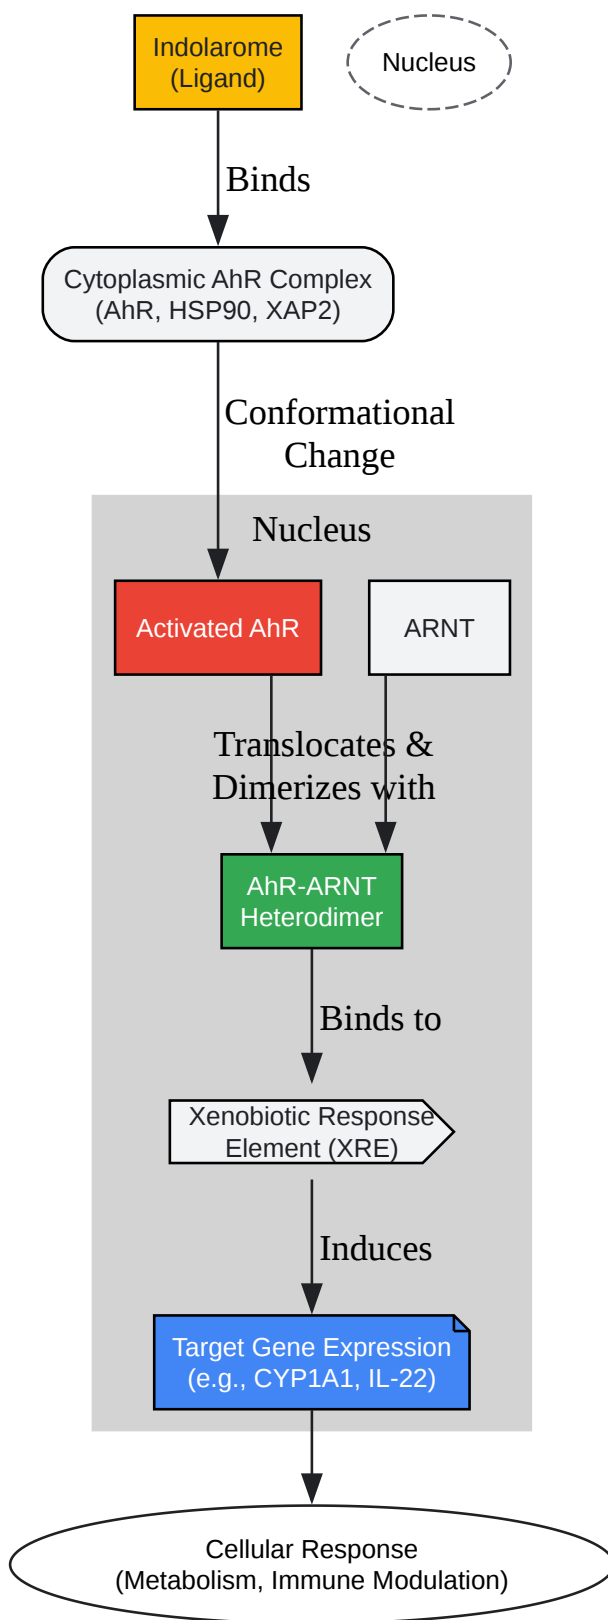 Indolarome
(Ligand)
Nucleus
Binds
Cytoplasmic AhR Complex
(AhR, HSP90, XAP2)
Conformational
Change
Nucleus
Activated AhR
ARNT
Translocates &
Dimerizes with
AhR-ARNT
Heterodimer
Binds to
Xenobiotic Response
Element (XRE)
Induces
Target Gene Expression
(e.g., CYP1A1, IL-22)
Cellular Response
(Metabolism, Immune Modulation)